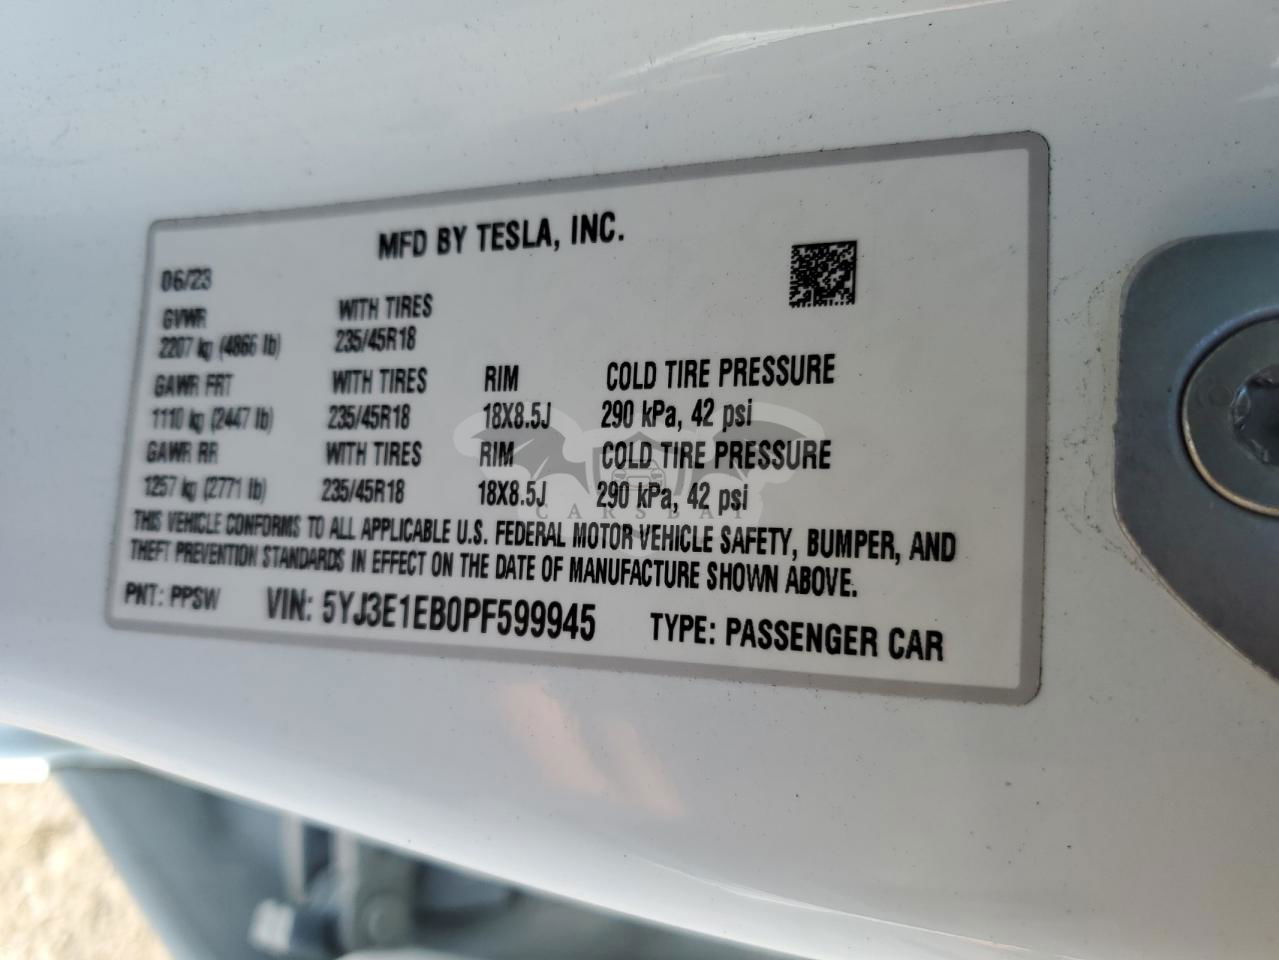 MFD BY TESLA, INC.
06/23
GVWR WITH TIRES
2207 kg (4866 lb) 235/45R18
GAWR FRT WITH TIRES RIM COLD TIRE PRESSURE
1110 kg (2447 lb) 235/45R18 18X8.5J 290 kPa, 42 psi
GAWR RR WITH TIRES RIM COLD TIRE PRESSURE
1257 kg (2771 lb) 235/45R18 18X8.5J 290 kPa, 42 psi
CARSBAT
THIS VEHICLE CONFORMS TO ALL APPLICABLE U.S. FEDERAL MOTOR VEHICLE SAFETY, BUMPER, AND
THEFT PREVENTION STANDARDS IN EFFECT ON THE DATE OF MANUFACTURE SHOWN ABOVE.
PNT: PPSW VIN: 5YJ3E1EB0PF599945 TYPE: PASSENGER CAR